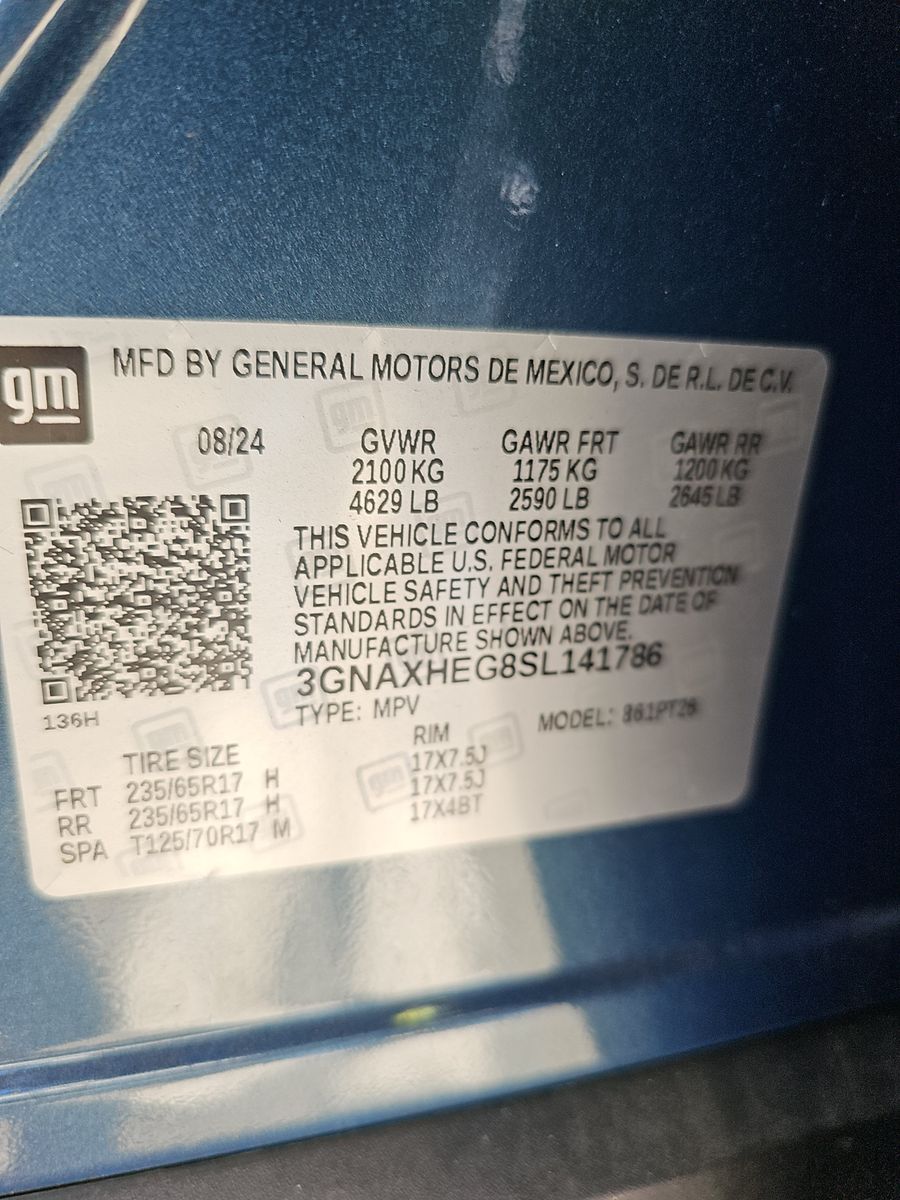 gm
MFD BY GENERAL MOTORS DE MEXICO, S. DE R.L. DE C.V.
08/24 GVWR GAWR FRT GAWR RR
2100 KG 1175 KG 1200 KG
4629 LB 2590 LB 2645 LB
THIS VEHICLE CONFORMS TO ALL
APPLICABLE U.S. FEDERAL MOTOR
VEHICLE SAFETY AND THEFT PREVENTION
STANDARDS IN EFFECT ON THE DATE OF
MANUFACTURE SHOWN ABOVE.
3GNAXHEG8SL141786
136H
TYPE: MPV MODEL:
TIRE SIZE RIM
FRT 235/65R17 H 17X7.5J
RR 235/65R17 H 17X7.5J
SPA T125/70R17 M 17X4BT